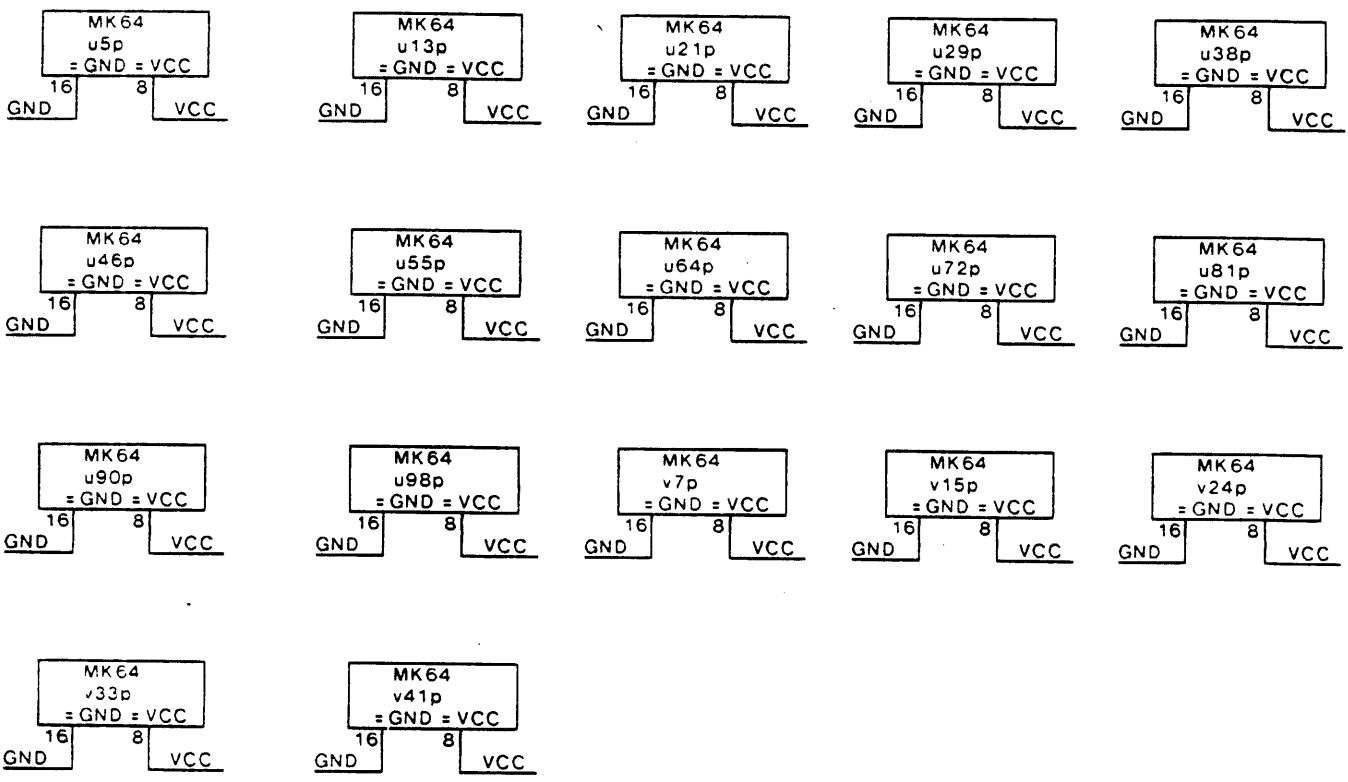 MK64 MK64 MK64 MK64 MK64
u5p u13p u21p u29p u38p
=GND =VCC =GND =VCC =GND =VCC =GND =VCC =GND =VCC
16 8 16 8 16 8 16 8 16 8
GND VCC GND VCC GND VCC GND VCC GND VCC
MK64 MK64 MK64 MK64 MK64
u46p u55p u64p u72p u81p
=GND =VCC =GND =VCC =GND =VCC =GND =VCC =GND =VCC
16 8 16 8 16 8 16 8 16 8
GND VCC GND VCC GND VCC GND VCC GND VCC
MK64 MK64 MK64 MK64 MK64
u90p u98p v7p v15p v24p
=GND =VCC =GND =VCC =GND =VCC =GND =VCC =GND =VCC
16 8 16 8 16 8 16 8 16 8
GND VCC GND VCC GND VCC GND VCC GND VCC
MK64 MK64
v33p v41p
=GND =VCC =GND =VCC
16 8 16 8
GND VCC GND VCC